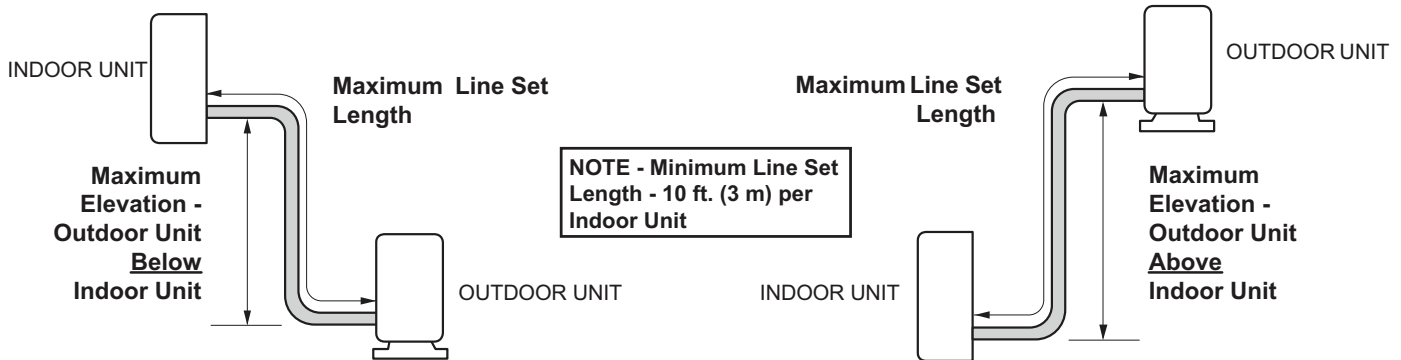 INDOOR UNIT
Maximum Line Set
Length
Maximum
Elevation -
Outdoor Unit
Below
Indoor Unit
OUTDOOR UNIT
NOTE - Minimum Line Set
Length - 10 ft. (3 m) per
Indoor Unit
OUTDOOR UNIT
Maximum Line Set
Length
Maximum
Elevation -
Outdoor Unit
Above
Indoor Unit
INDOOR UNIT